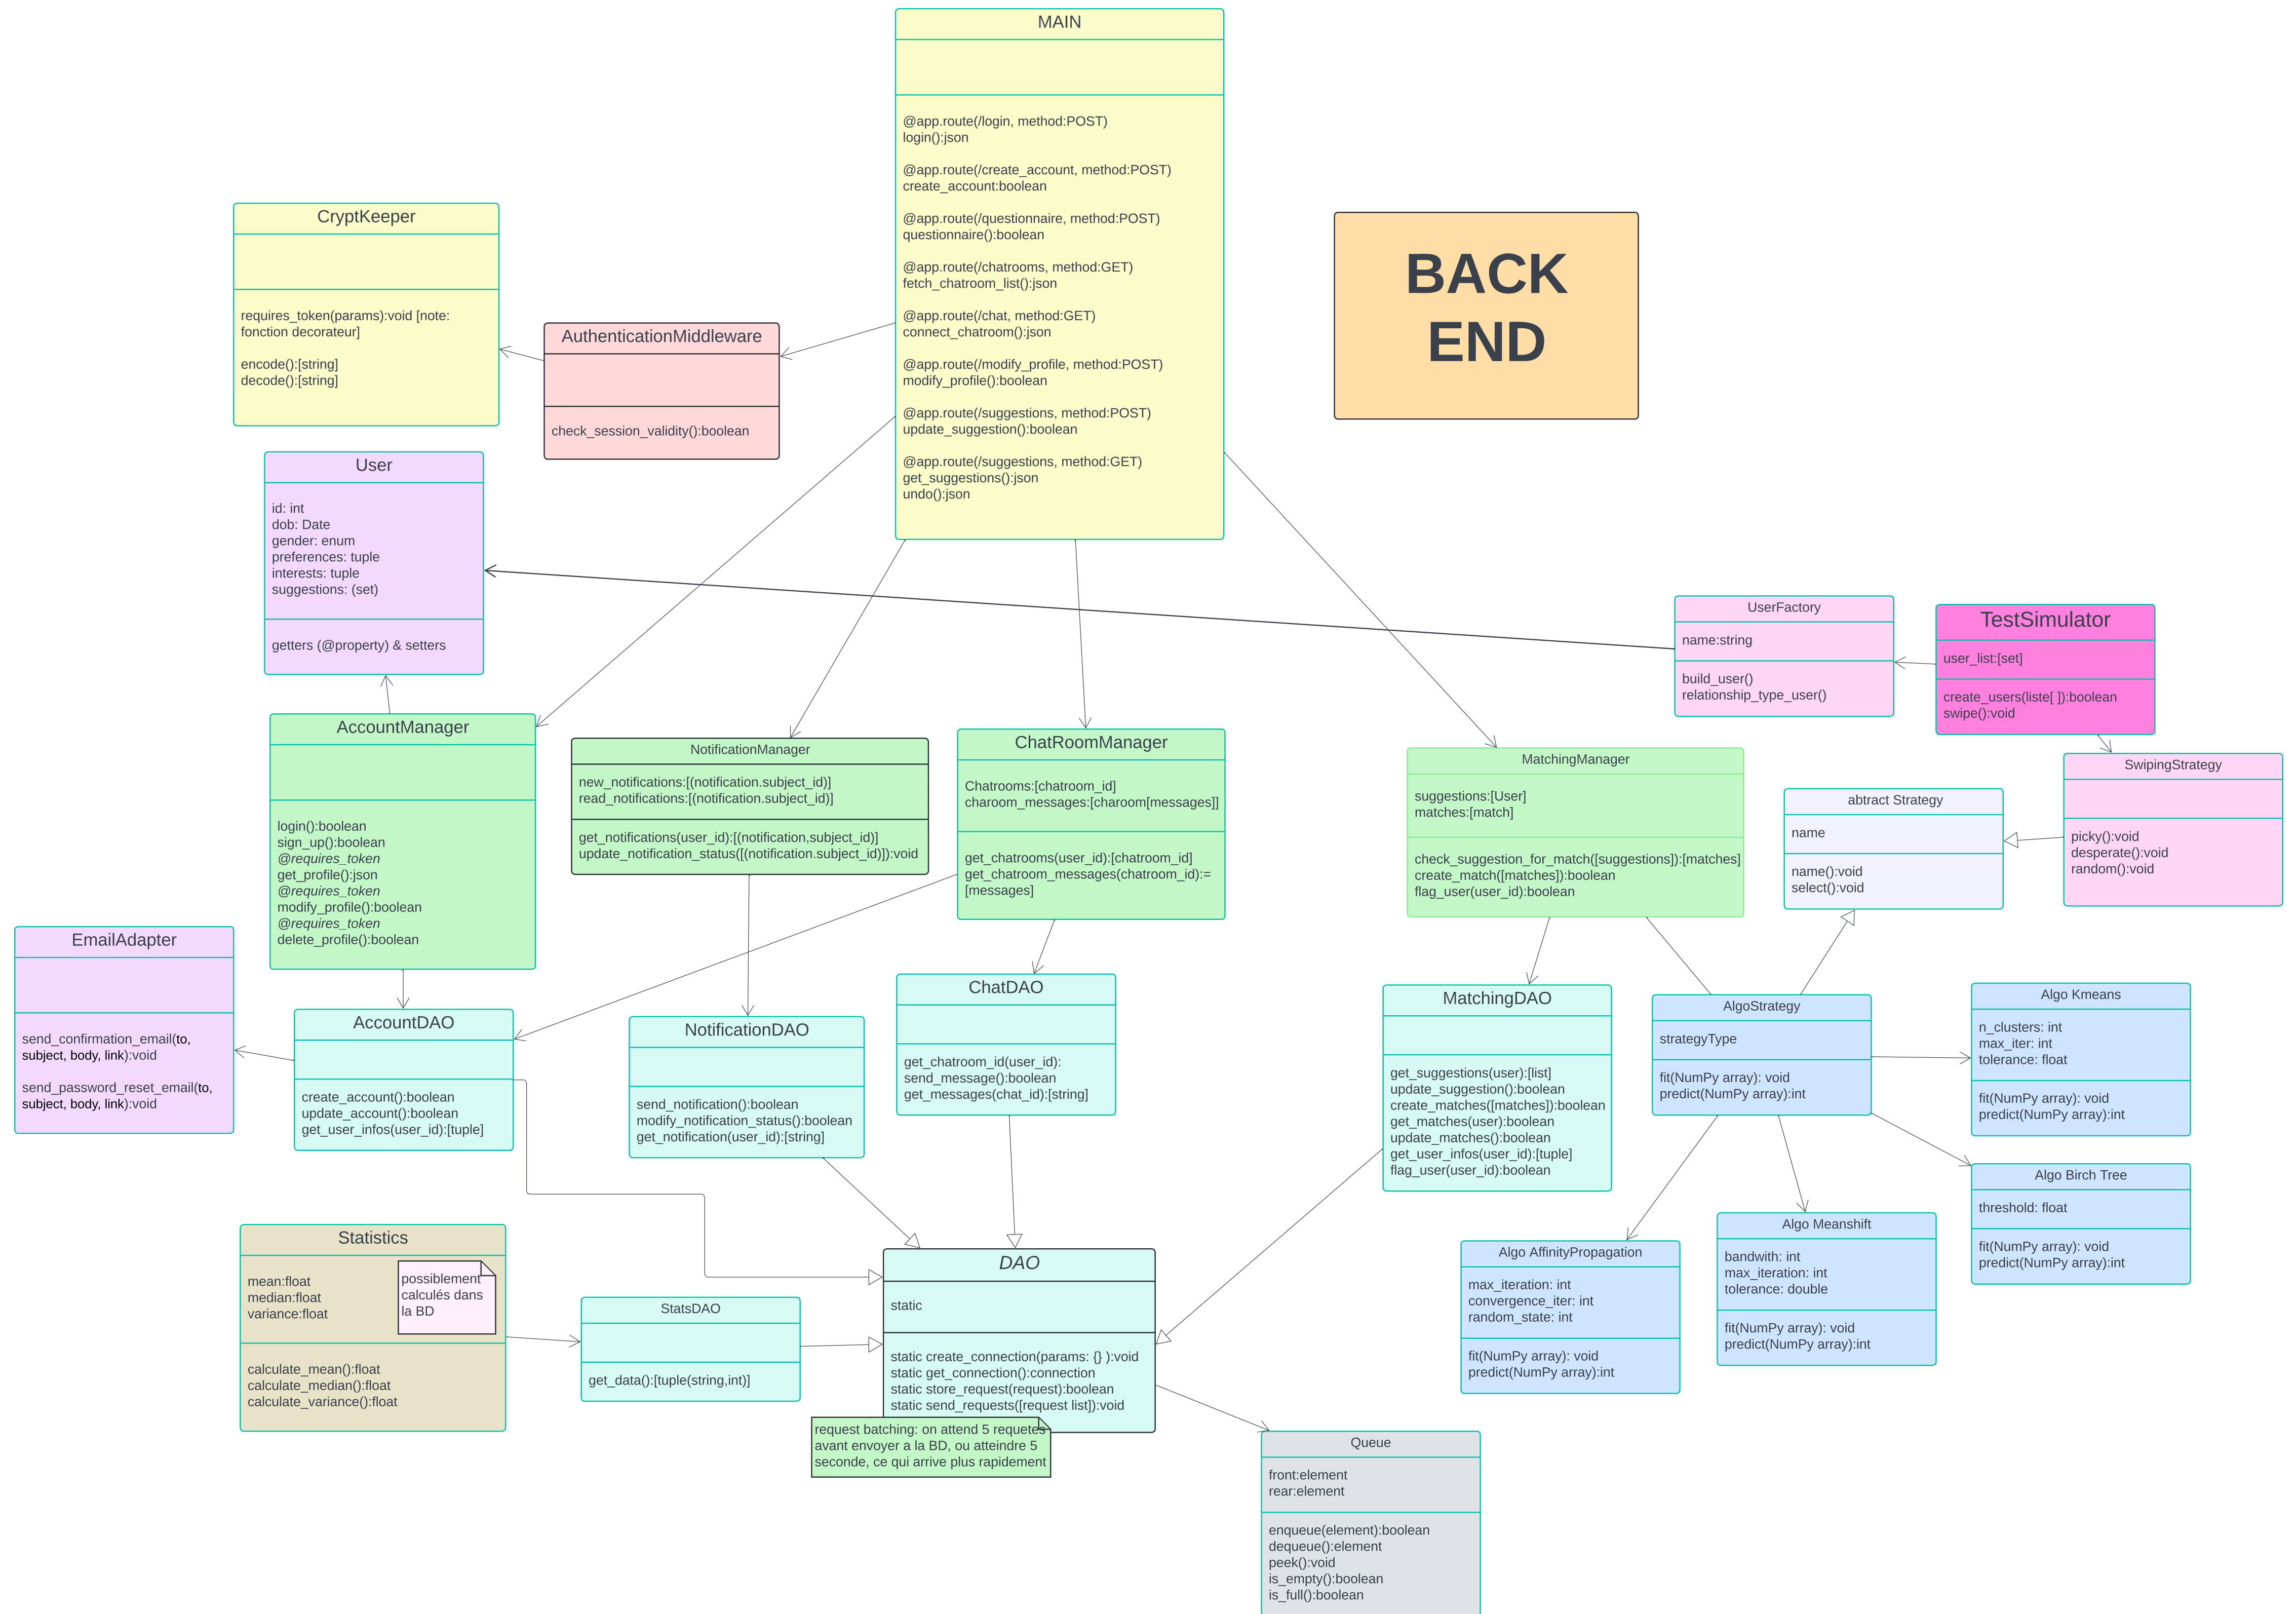 MAIN
@app.route(/login, method:POST)
login():json
@app.route(/create_account, method:POST)
create_account:boolean
@app.route(/questionnaire, method:POST)
questionnaire():boolean
@app.route(/chatrooms, method:GET)
fetch_chatroom_list():json
@app.route(/chat, method:GET)
connect_chatroom():json
@app.route(/modify_profile, method:POST)
modify_profile():boolean
@app.route(/suggestions, method:POST)
update_suggestion():boolean
@app.route(/suggestions, method:GET)
get_suggestions():json
undo():json
BACK
END
CryptKeeper
requires_token(params):void [note:
fonction decorateur]
encode():[string]
decode():[string]
AuthenticationMiddleware
check_session_validity():boolean
User
id: int
dob: Date
gender: enum
preferences: tuple
interests: tuple
suggestions: (set)
getters (@property) & setters
UserFactory
name:string
build_user()
relationship_type_user()
TestSimulator
user_list:[set]
create_users(liste[ ]):boolean
swipe():void
AccountManager
login():boolean
sign_up():boolean
@requires_token
get_profile():json
@requires_token
modify_profile():boolean
@requires_token
delete_profile():boolean
NotificationManager
new_notifications:[(notification.subject_id)]
read_notifications:[(notification.subject_id)]
get_notifications(user_id):[(notification,subject_id)]
update_notification_status([(notification.subject_id)]):void
ChatRoomManager
Chatrooms:[chatroom_id]
charoom_messages:[charoom[messages]]
get_chatrooms(user_id):[chatroom_id]
get_chatroom_messages(chatroom_id):=
[messages]
MatchingManager
suggestions:[User]
matches:[match]
check_suggestion_for_match([suggestions]):[matches]
create_match([matches]):boolean
flag_user(user_id):boolean
abtract Strategy
name
name():void
select():void
SwipingStrategy
picky():void
desperate():void
random():void
EmailAdapter
send_confirmation_email(to,
subject, body, link):void
send_password_reset_email(to,
subject, body, link):void
AccountDAO
create_account():boolean
update_account():boolean
get_user_infos(user_id):[tuple]
NotificationDAO
send_notification():boolean
modify_notification_status():boolean
get_notification(user_id):[string]
ChatDAO
get_chatroom_id(user_id):
send_message():boolean
get_messages(chat_id):[string]
MatchingDAO
get_suggestions(user):[list]
update_suggestion():boolean
create_matches([matches]):boolean
get_matches(user):boolean
update_matches():boolean
get_user_infos(user_id):[tuple]
flag_user(user_id):boolean
AlgoStrategy
strategyType
fit(NumPy array): void
predict(NumPy array):int
Algo Kmeans
n_clusters: int
max_iter: int
tolerance: float
fit(NumPy array): void
predict(NumPy array):int
Algo Birch Tree
threshold: float
fit(NumPy array): void
predict(NumPy array):int
Algo Meanshift
bandwith: int
max_iteration: int
tolerance: double
fit(NumPy array): void
predict(NumPy array):int
Algo AffinityPropagation
max_iteration: int
convergence_iter: int
random_state: int
fit(NumPy array): void
predict(NumPy array):int
Statistics
mean:float
median:float
variance:float
possiblement
calculés dans
la BD
calculate_mean():float
calculate_median():float
calculate_variance():float
StatsDAO
get_data():[tuple(string,int)]
DAO
static
static create_connection(params: {} ):void
static get_connection():connection
static store_request(request):boolean
static send_requests([request list]):void
request batching: on attend 5 requetes
avant envoyer a la BD, ou atteindre 5
seconde, ce qui arrive plus rapidement
Queue
front:element
rear:element
enqueue(element):boolean
dequeue():element
peek():void
is_empty():boolean
is_full():boolean